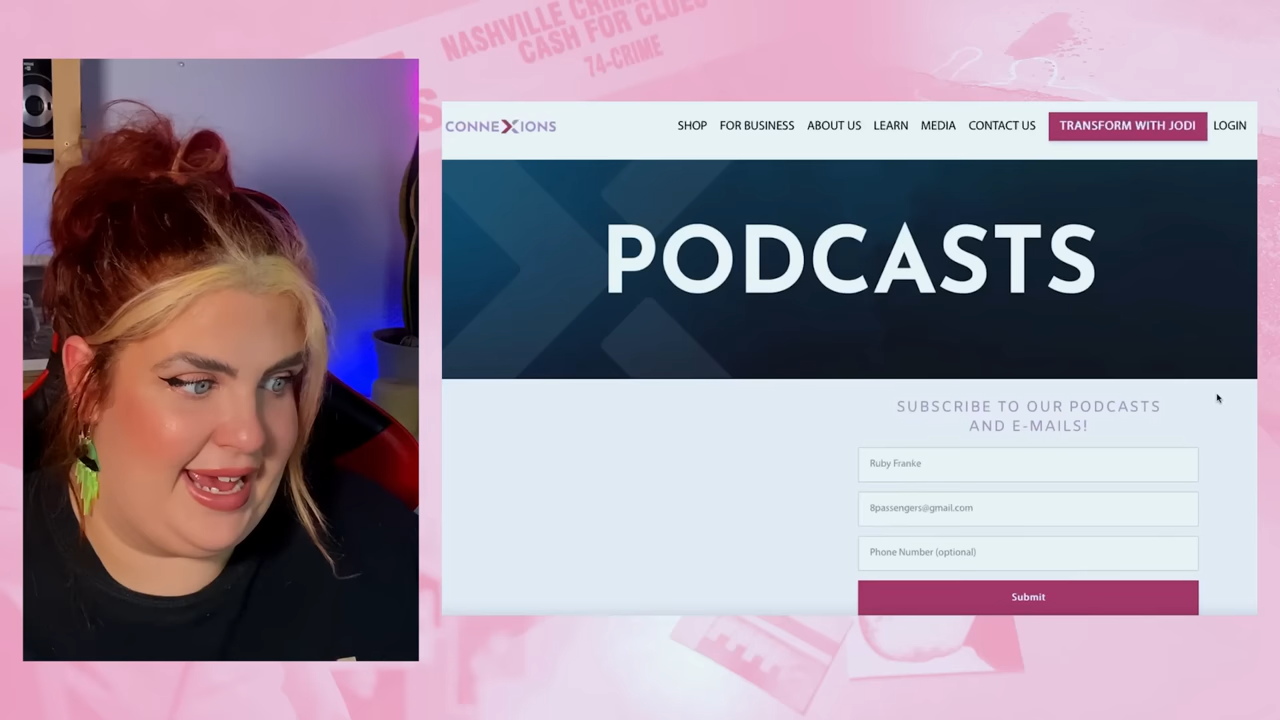 NASHVILLE CRIM
CASH FOR CLUES
74-CRIME
CONNEXIONS
SHOP
FOR BUSINESS
ABOUT US
LEARN
MEDIA
CONTACT US
TRANSFORM WITH JODI
LOGIN
PODCASTS
SUBSCRIBE TO OUR PODCASTS
AND E-MAILS!
Ruby Franke
8passengers@gmail.com
Phone Number (optional)
Submit